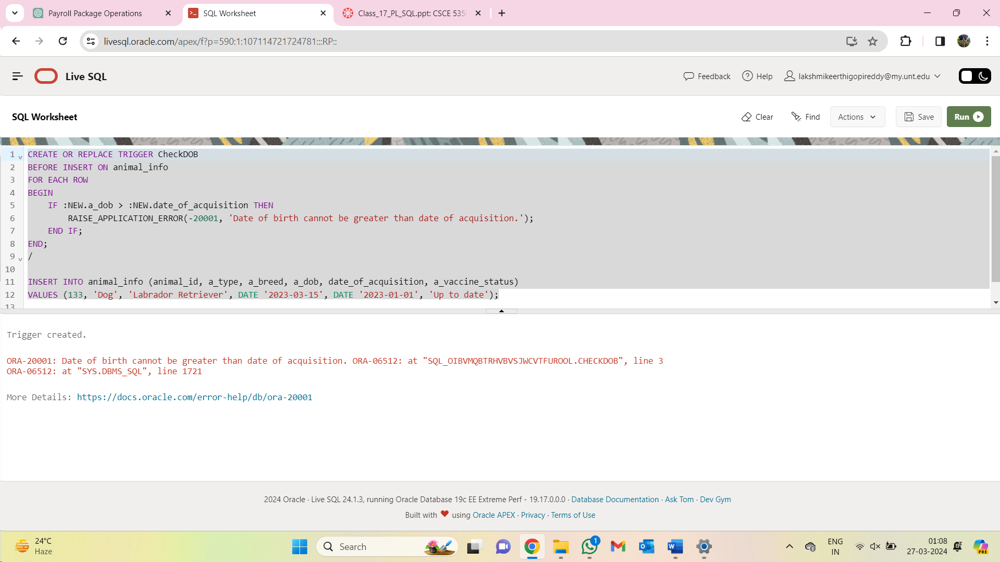 Payroll Package Operations
SQL Worksheet
Class_17_PL_SQL.ppt: CSCE 535
livesql.oracle.com/apex/f?p=590:1:107114721724781:::RP::
Live SQL
Feedback
Help
lakshmikeerthigopireddy@my.unt.edu
SQL Worksheet
Clear
Find
Actions
Save
Run
1 CREATE OR REPLACE TRIGGER CheckDOB
2 BEFORE INSERT ON animal_info
3 FOR EACH ROW
4 BEGIN
5 IF :NEW.a_dob > :NEW.date_of_acquisition THEN
6 RAISE_APPLICATION_ERROR(-20001, 'Date of birth cannot be greater than date of acquisition.');
7 END IF;
8 END;
9 /
10
11 INSERT INTO animal_info (animal_id, a_type, a_breed, a_dob, date_of_acquisition, a_vaccine_status)
12 VALUES (133, 'Dog', 'Labrador Retriever', DATE '2023-03-15', DATE '2023-01-01', 'Up to date');
13
Trigger created.
ORA-20001: Date of birth cannot be greater than date of acquisition. ORA-06512: at "SQL_OIBVMQBTRHVBVSJWCVTFUROOL.CHECKDOB", line 3
ORA-06512: at "SYS.DBMS_SQL", line 1721
More Details: https://docs.oracle.com/error-help/db/ora-20001
2024 Oracle · Live SQL 24.1.3, running Oracle Database 19c EE Extreme Perf - 19.17.0.0.0 · Database Documentation · Ask Tom · Dev Gym
Built with ❤ using Oracle APEX · Privacy · Terms of Use
24°C
Haze
Search
1
ENG
IN
01:08
27-03-2024
PRE